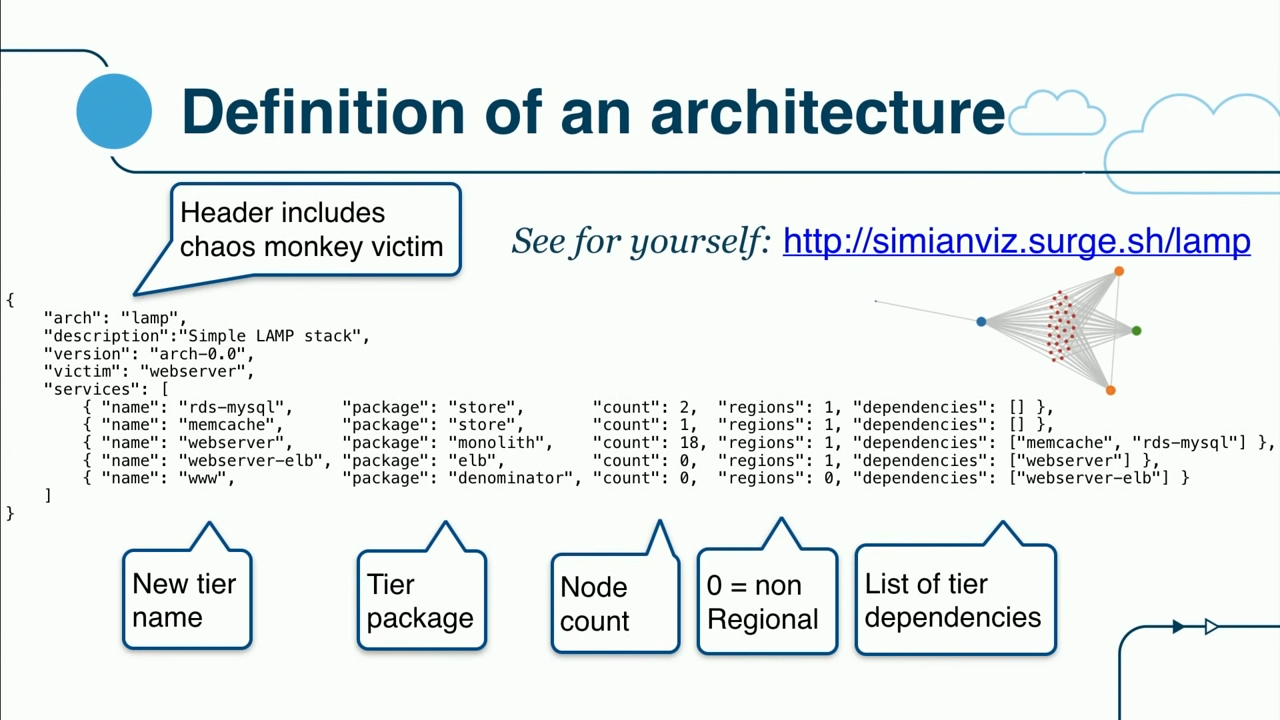 Definition of an architecture
Header includes
chaos monkey victim
See for yourself: http://simianviz.surge.sh/lamp
{
"arch": "lamp",
"description":"Simple LAMP stack",
"version": "arch-0.0",
"victim": "webserver",
"services": [
{ "name": "rds-mysql", "package": "store", "count": 2, "regions": 1, "dependencies": [] },
{ "name": "memcache", "package": "store", "count": 1, "regions": 1, "dependencies": [] },
{ "name": "webserver", "package": "monolith", "count": 18, "regions": 1, "dependencies": ["memcache", "rds-mysql"] },
{ "name": "webserver-elb", "package": "elb", "count": 0, "regions": 1, "dependencies": ["webserver"] },
{ "name": "www", "package": "denominator", "count": 0, "regions": 0, "dependencies": ["webserver-elb"] }
]
}
New tier
name
Tier
package
Node
count
0 = non
Regional
List of tier
dependencies